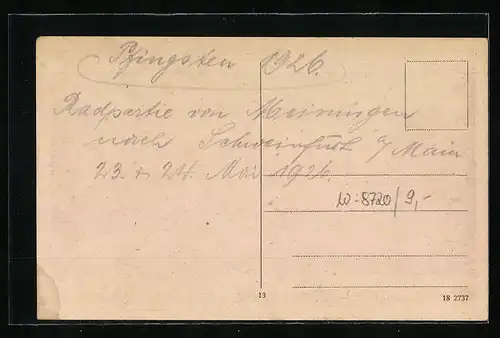 Pfingsten 1926.
Radpartie von Meiningen
nach Schweinfurt a/Main
23. + 24. Mai 1926.
W-8720/9,-
13
18 2737